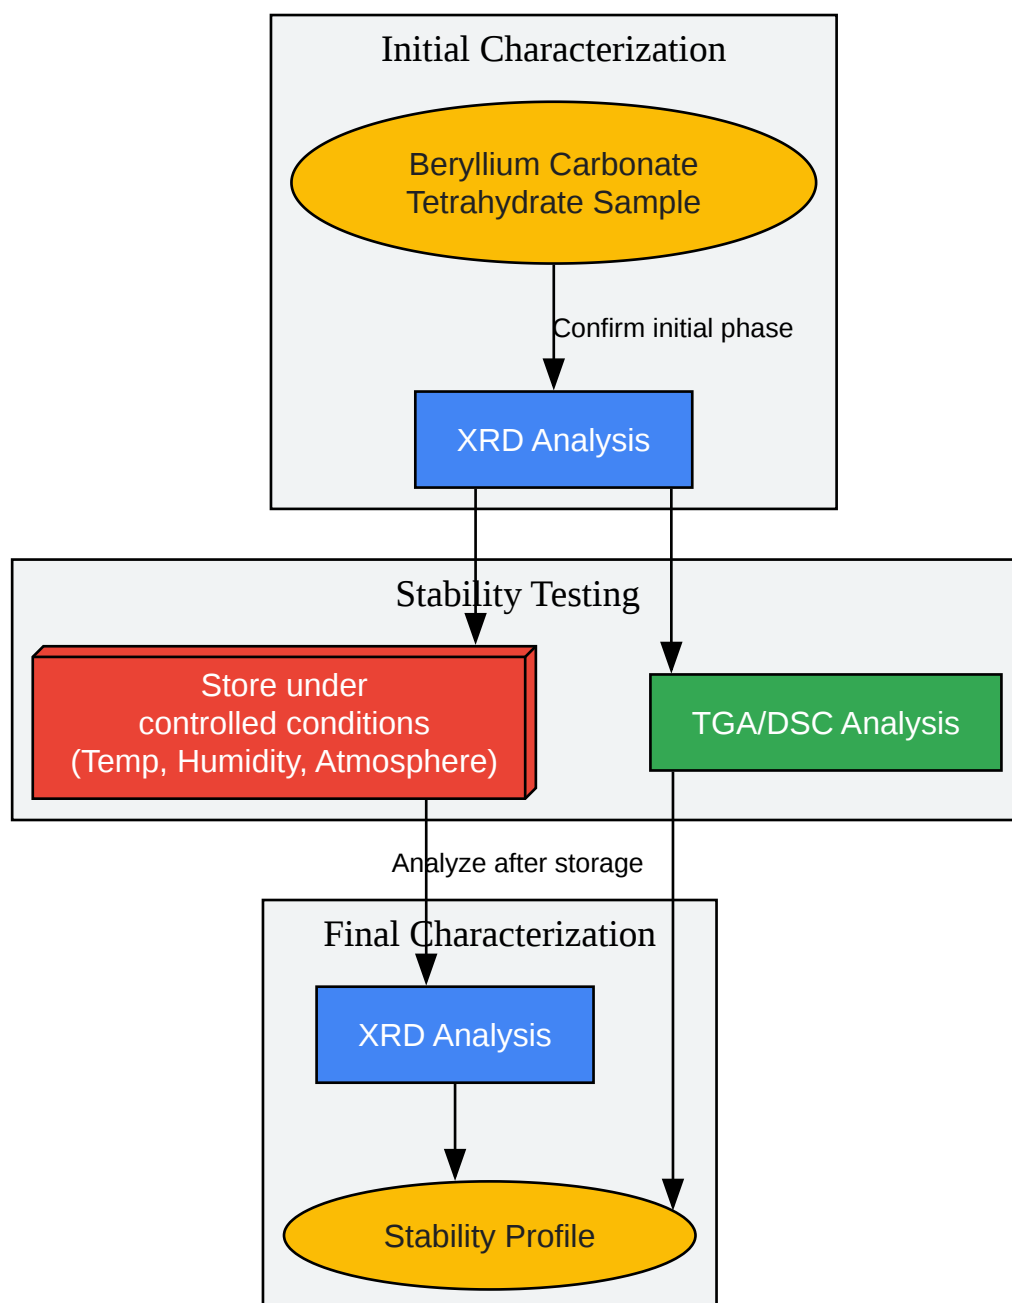 Initial Characterization
Beryllium Carbonate
Tetrahydrate Sample
Confirm initial phase
XRD Analysis
Stability Testing
Store under
controlled conditions
(Temp, Humidity, Atmosphere)
TGA/DSC Analysis
Analyze after storage
Final Characterization
XRD Analysis
Stability Profile